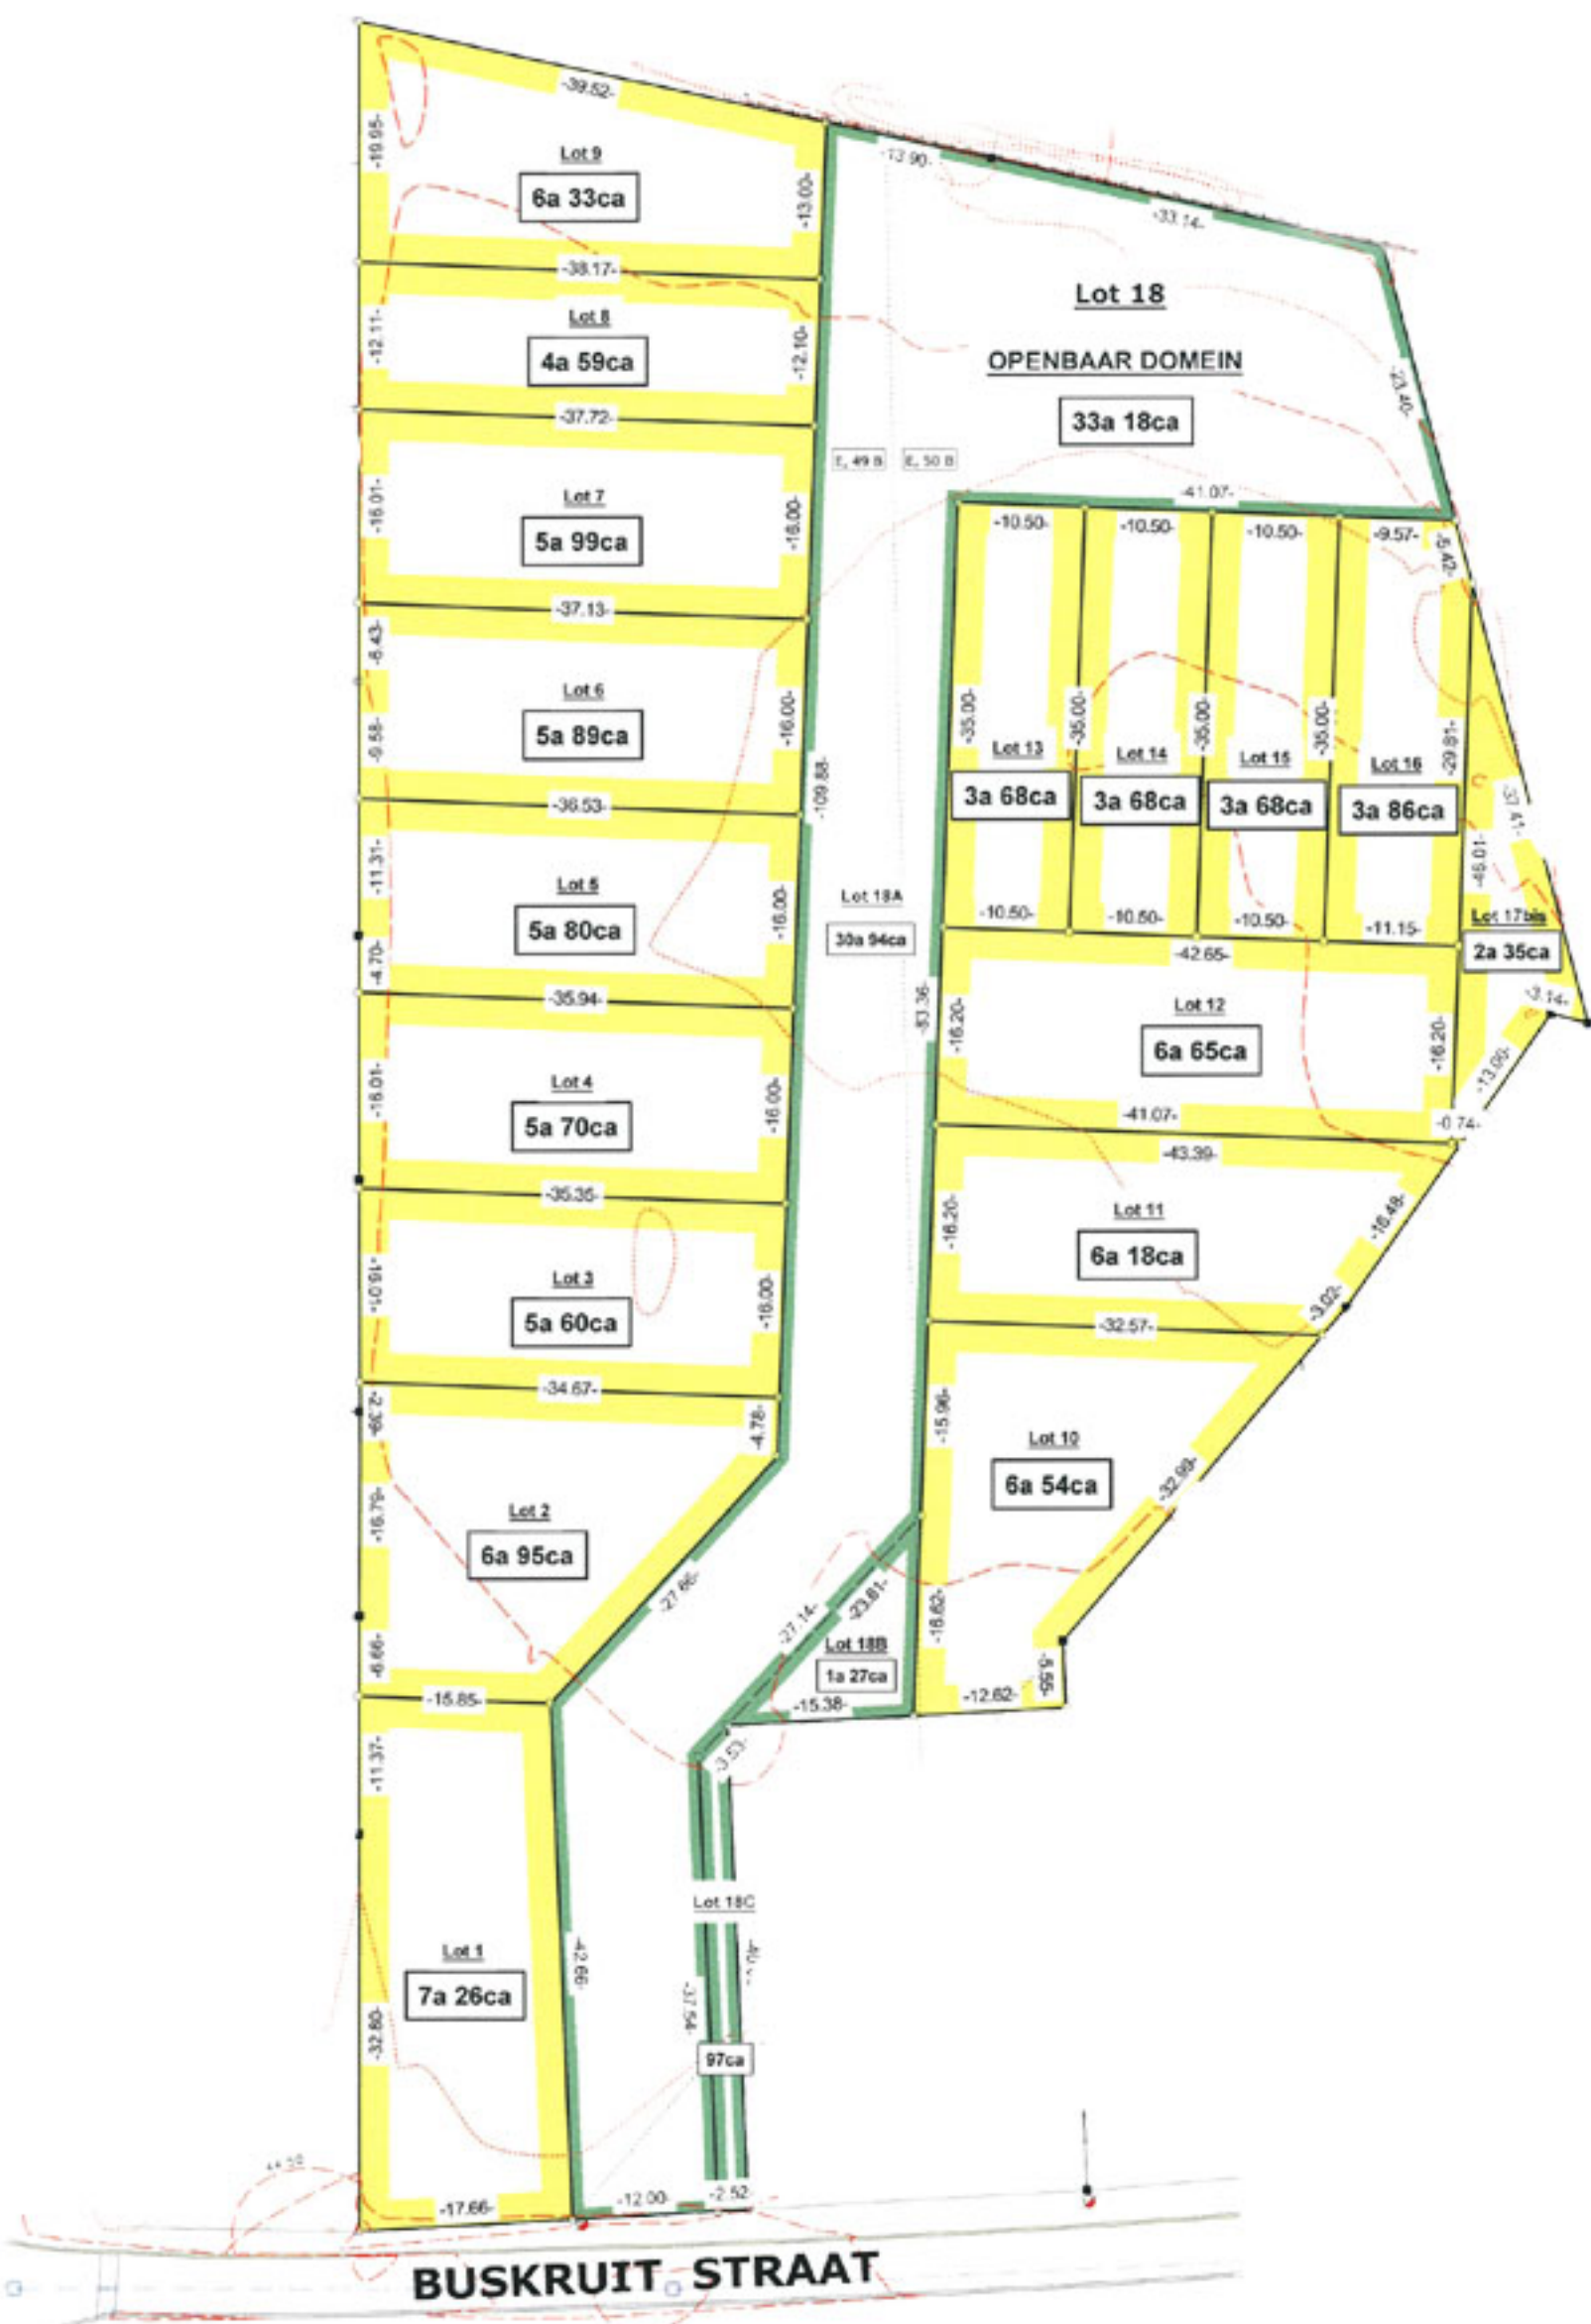 -39.52-
-19.95-
Lot 9
6a 33ca
-13.00-
-13.90-
-33.14-
-38.17-
Lot 18
-12.11-
Lot 8
4a 59ca
-12.10-
OPENBAAR DOMEIN
33a 18ca
-23.40-
-37.72-
E, 49 B
E, 50 B
-16.01-
Lot 7
5a 99ca
-16.00-
-41.07-
-10.50-
-10.50-
-10.50-
-9.57-
-5.42-
-37.13-
-6.43-
Lot 6
5a 89ca
-9.58-
-16.00-
-109.88-
-35.00-
-35.00-
-35.00-
-35.00-
-29.81-
Lot 13
3a 68ca
Lot 14
3a 68ca
Lot 15
3a 68ca
Lot 16
3a 86ca
-37.41-
-36.53-
-11.31-
Lot 5
5a 80ca
-16.00-
Lot 18A
30a 94ca
-10.50-
-10.50-
-10.50-
-11.15-
-46.01-
Lot 17bis
2a 35ca
-4.70-
-42.65-
-35.94-
-3.14-
-83.36-
-16.20-
Lot 12
6a 65ca
-16.20-
-13.00-
-16.01-
Lot 4
5a 70ca
-16.00-
-41.07-
-0.74-
-43.39-
-35.35-
-16.20-
Lot 11
6a 18ca
-16.48-
-16.01-
Lot 3
5a 60ca
-16.00-
-3.02-
-32.57-
-34.67-
-2.39-
-4.78-
-15.96-
Lot 10
6a 54ca
-32.99-
-16.79-
Lot 2
6a 95ca
-27.66-
-27.14-
-23.81-
-16.62-
-6.66-
Lot 18B
1a 27ca
-15.38-
-12.62-
-5.55-
-15.85-
-11.37-
-3.53-
Lot 18C
Lot 1
7a 26ca
-42.66-
-32.80-
-37.54-
97ca
-17.66-
-12.00-
-2.52
BUSKRUIT STRAAT